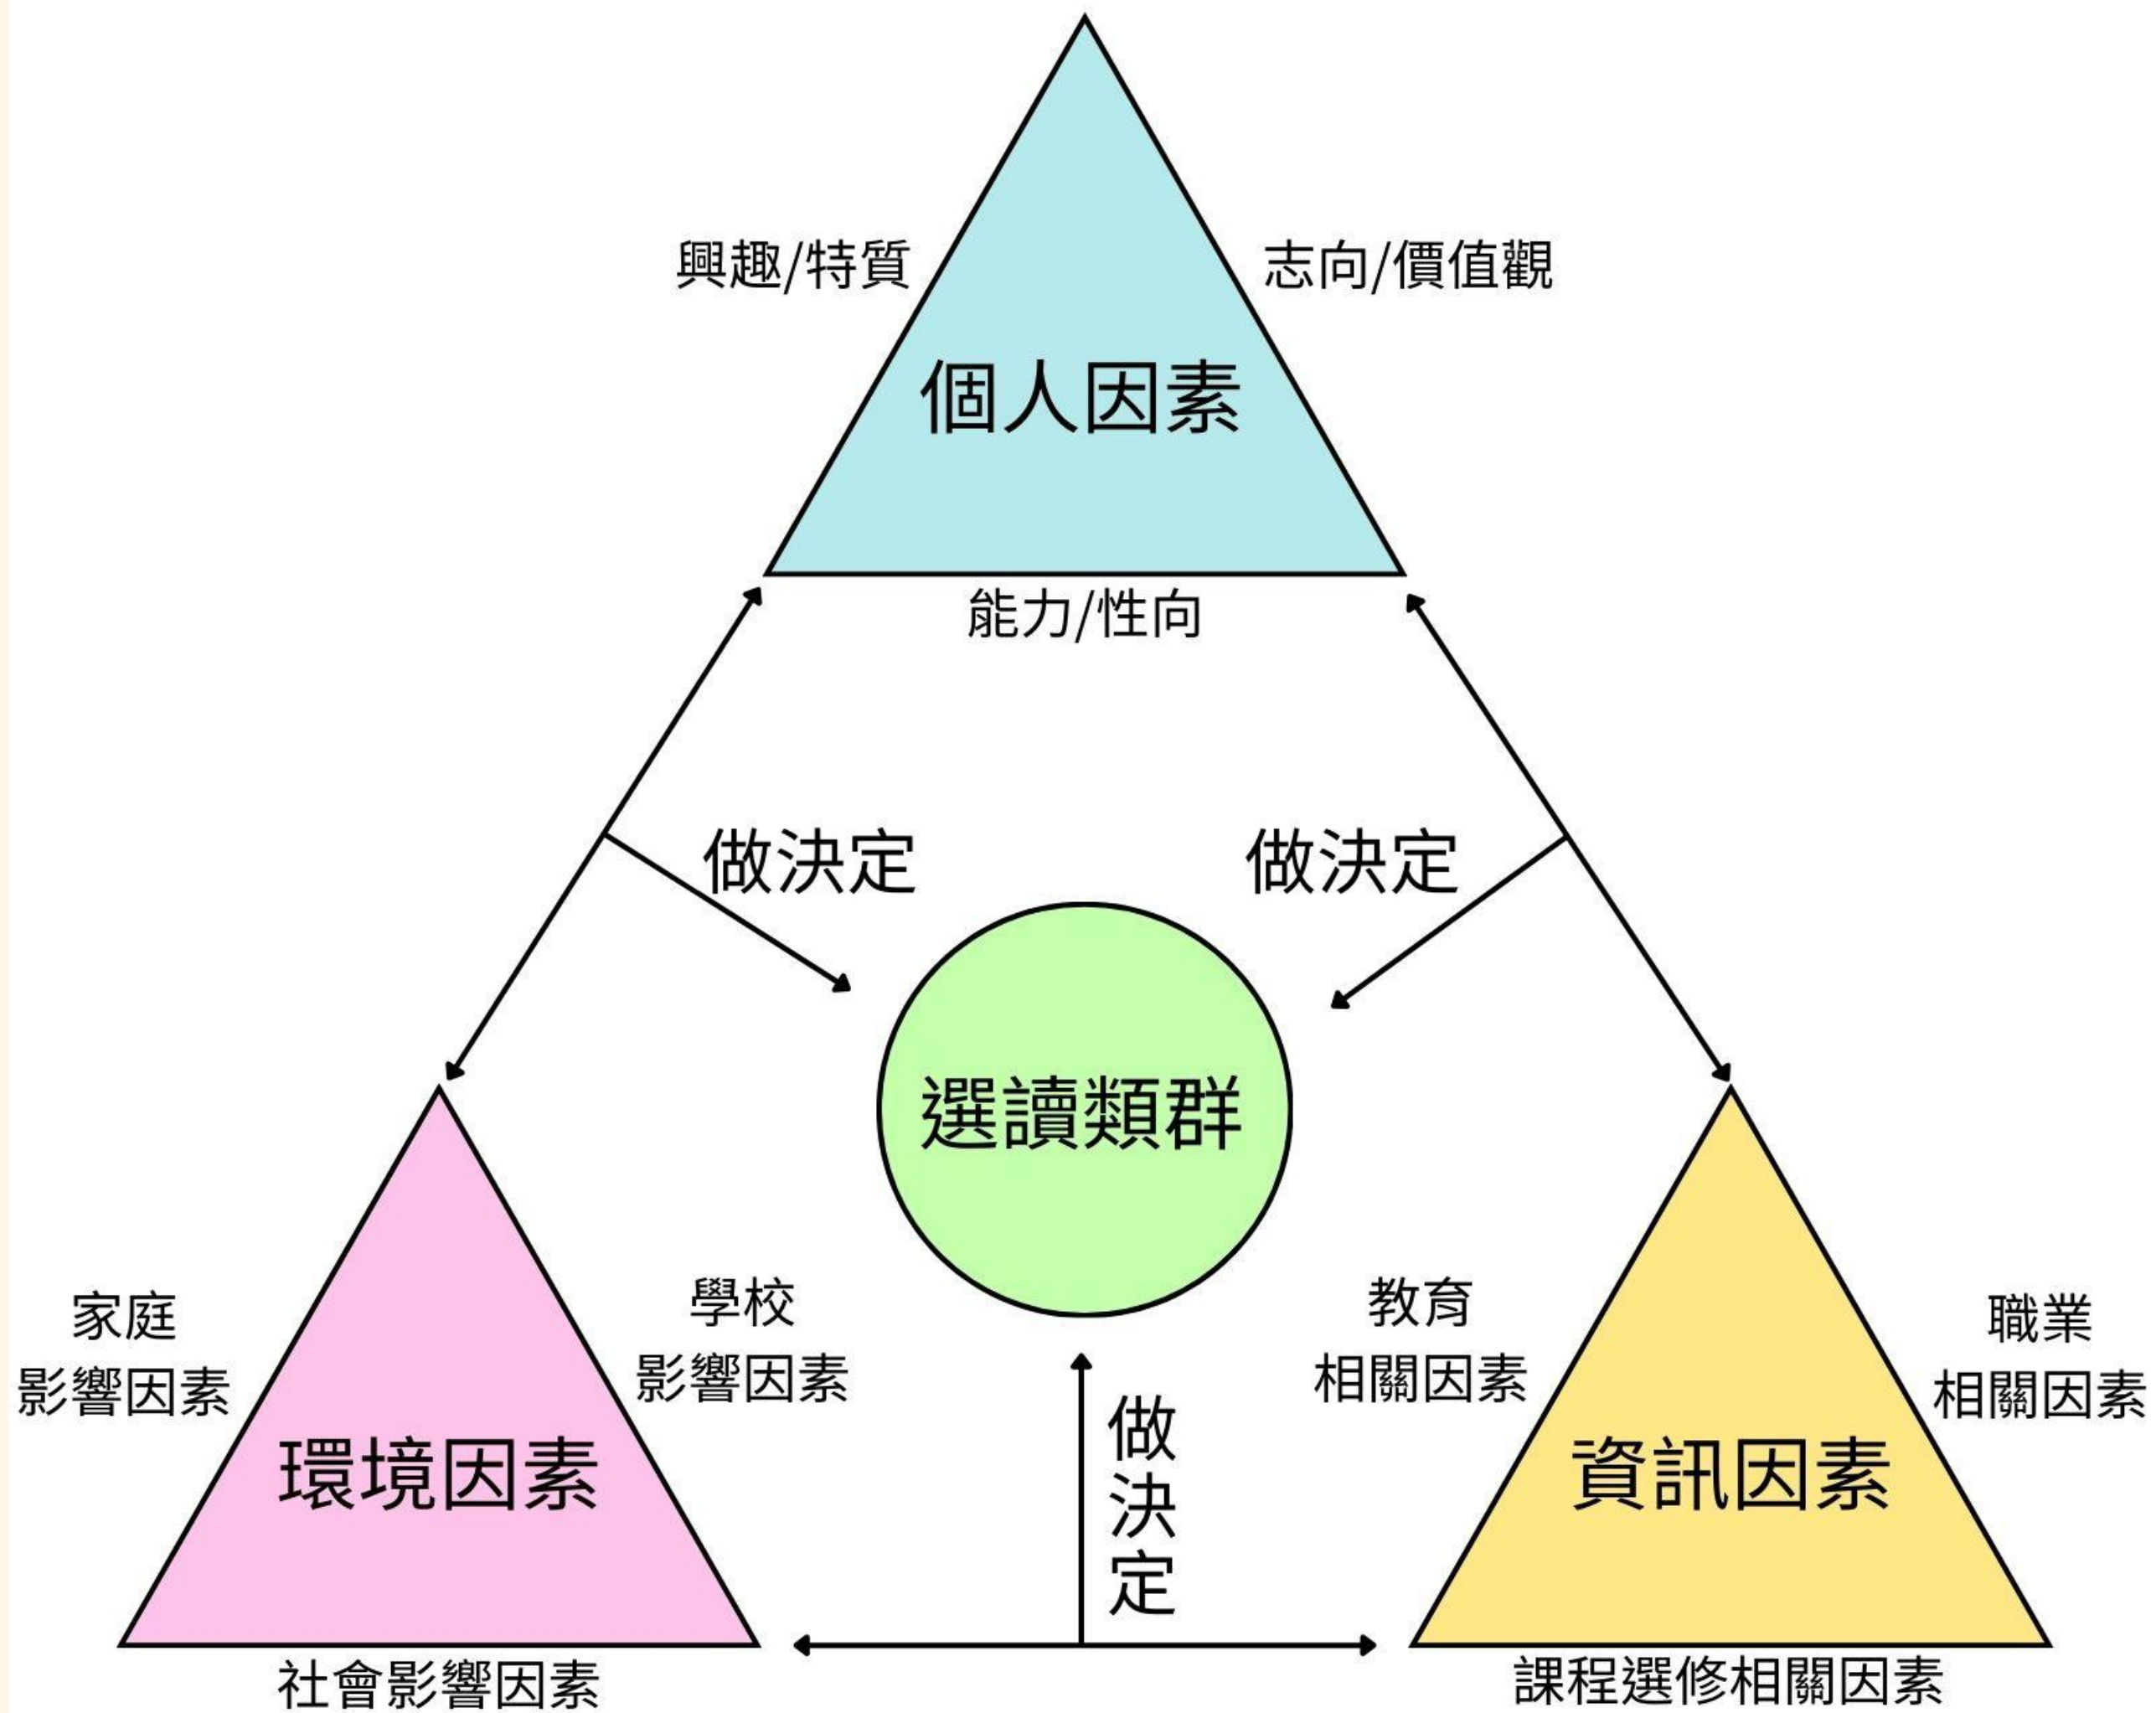 興趣/特質
志向/價值觀
個人因素
能力/性向
做決定
做決定
選讀類群
家庭
影響因素
學校
影響因素
環境因素
社會影響因素
做決定
教育
相關因素
職業
相關因素
資訊因素
課程選修相關因素